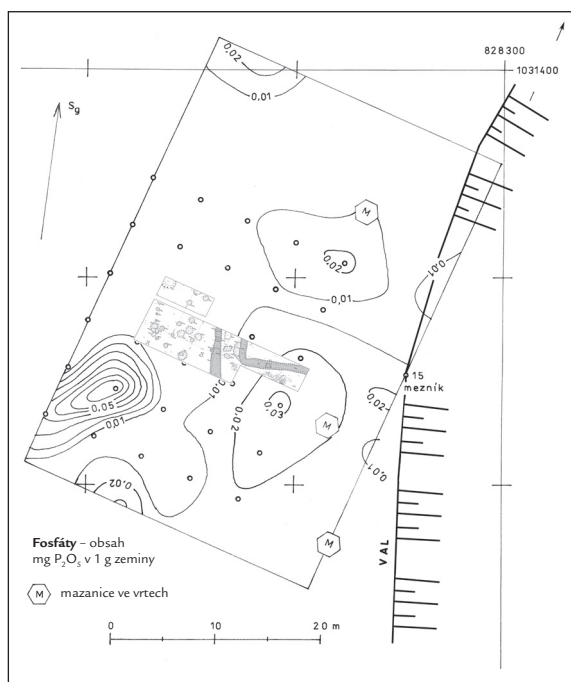 828300
1031400
0,02
0,01
Sg
M
0,02
0,01
0,01
0,01
0,05
0,01
0,02
0,03
0,02
15
mezník
M
0,01
0,02
M
VAL
Fosfáty – obsah
mg P₂O₅ v 1 g zeminy
M mazanice ve vrtech
0 10 20 m